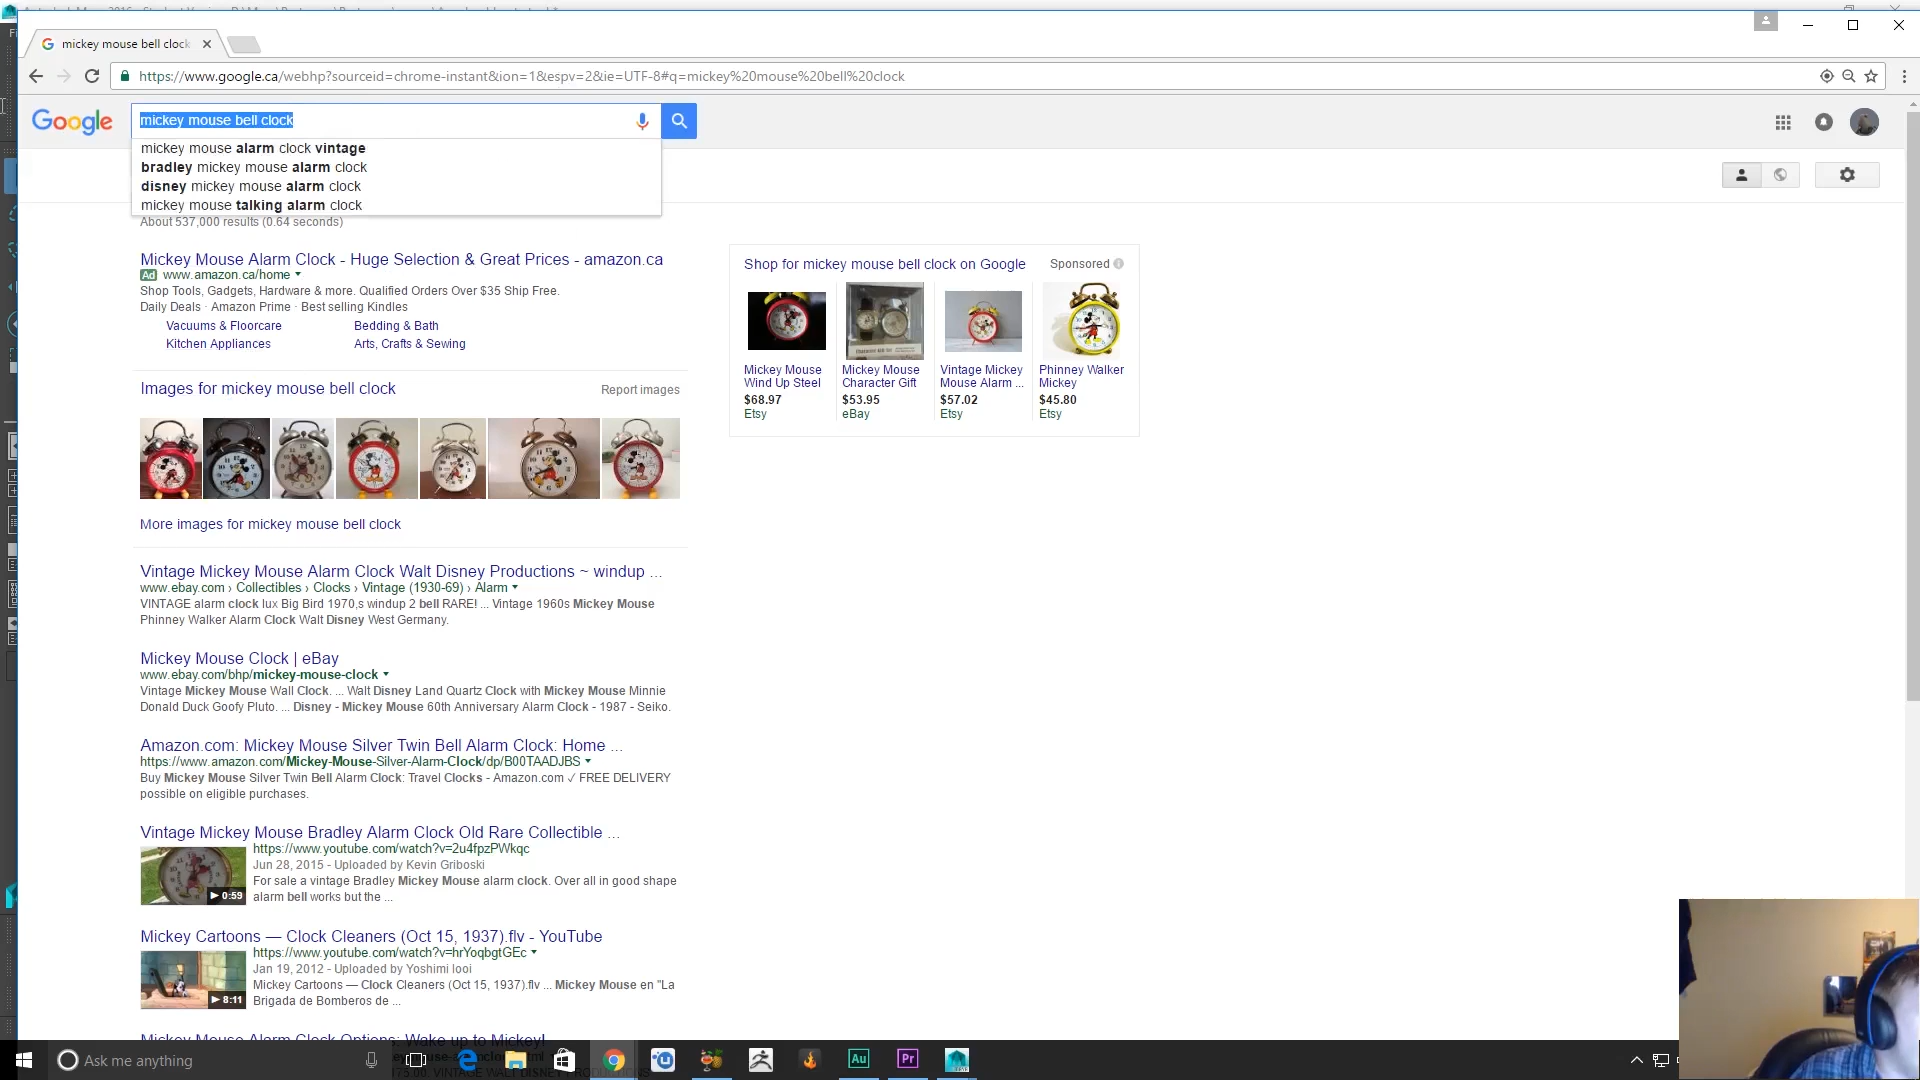 mickey mouse bell clock
https://www.google.ca/webhp?sourceid=chrome-instant&ion=1&espv=2&ie=UTF-8#q=mickey%20mouse%20bell%20clock
Google
mickey mouse bell clock
mickey mouse alarm clock vintage
bradley mickey mouse alarm clock
disney mickey mouse alarm clock
mickey mouse talking alarm clock
About 537,000 results (0.64 seconds)
Mickey Mouse Alarm Clock - Huge Selection & Great Prices - amazon.ca
Ad www.amazon.ca/home
Shop Tools, Gadgets, Hardware & more. Qualified Orders Over $35 Ship Free.
Daily Deals · Amazon Prime · Best selling Kindles
Vacuums & Floorcare Bedding & Bath
Kitchen Appliances Arts, Crafts & Sewing
Images for mickey mouse bell clock Report images
More images for mickey mouse bell clock
Vintage Mickey Mouse Alarm Clock Walt Disney Productions ~ windup ...
www.ebay.com › Collectibles › Clocks › Vintage (1930-69) › Alarm
VINTAGE alarm clock lux Big Bird 1970,s windup 2 bell RARE! ... Vintage 1960s Mickey Mouse
Phinney Walker Alarm Clock Walt Disney West Germany.
Mickey Mouse Clock | eBay
www.ebay.com/bhp/mickey-mouse-clock
Vintage Mickey Mouse Wall Clock. ... Walt Disney Land Quartz Clock with Mickey Mouse Minnie
Donald Duck Goofy Pluto. ... Disney - Mickey Mouse 60th Anniversary Alarm Clock - 1987 - Seiko.
Amazon.com: Mickey Mouse Silver Twin Bell Alarm Clock: Home ...
https://www.amazon.com/Mickey-Mouse-Silver-Alarm-Clock/dp/B00TAADJBS
Buy Mickey Mouse Silver Twin Bell Alarm Clock: Travel Clocks - Amazon.com ✓ FREE DELIVERY
possible on eligible purchases.
Vintage Mickey Mouse Bradley Alarm Clock Old Rare Collectible ...
https://www.youtube.com/watch?v=2u4fpzPWkqc
Jun 28, 2015 - Uploaded by Kevin Griboski
For sale a vintage Bradley Mickey Mouse alarm clock. Over all in good shape
0:59
alarm bell works but the ...
Mickey Cartoons — Clock Cleaners (Oct 15, 1937).flv - YouTube
https://www.youtube.com/watch?v=hrYoqbgtGEc
Jan 19, 2012 - Uploaded by Yoshimi looi
Mickey Cartoons — Clock Cleaners (Oct 15, 1937).flv ... Mickey Mouse en "La
8:11
Brigada de Bomberos de ...
Mickey Mouse Alarm Clock Options: Wake up to Mickey!
Shop for mickey mouse bell clock on Google Sponsored
Mickey Mouse
Wind Up Steel
$68.97
Etsy
Mickey Mouse
Character Gift
$53.95
eBay
Vintage Mickey
Mouse Alarm ...
$57.02
Etsy
Phinney Walker
Mickey
$45.80
Etsy
Ask me anything
Au
Pr